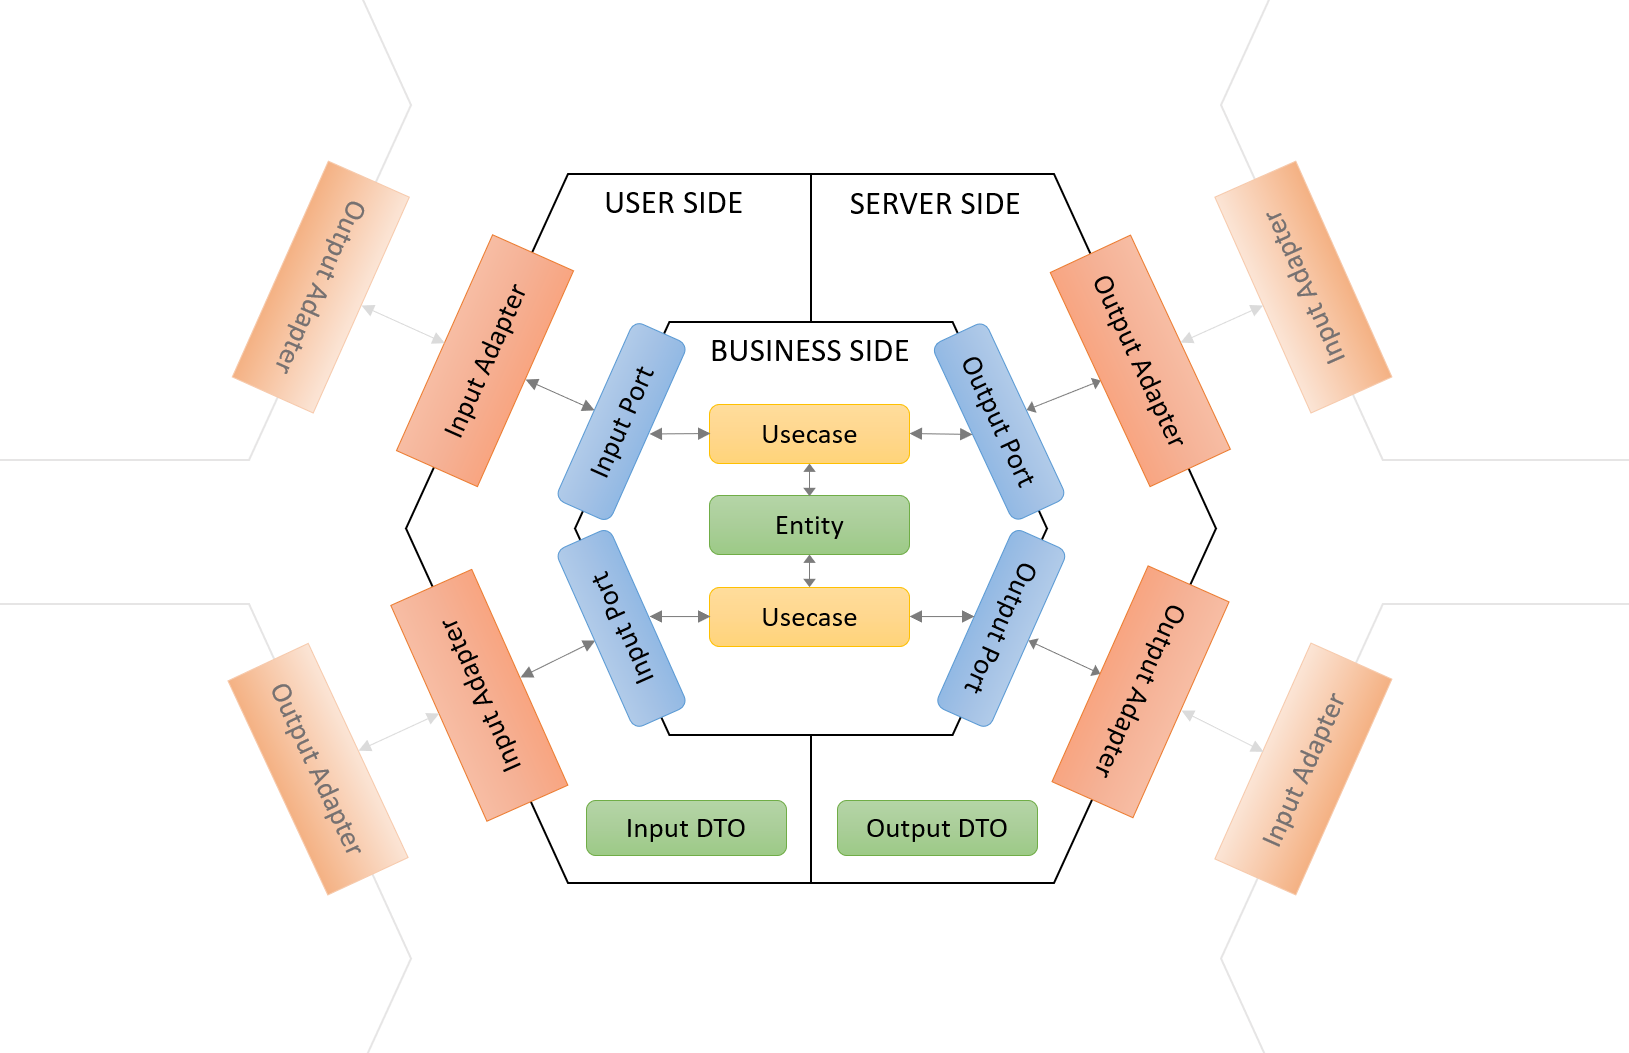 USER SIDE
SERVER SIDE
Output Adapter
Input Adapter
Input Adapter
Output Adapter
BUSINESS SIDE
Input Port
Output Port
Usecase
Entity
Usecase
Input Port
Output Port
Input Adapter
Output Adapter
Output Adapter
Input Adapter
Input DTO
Output DTO